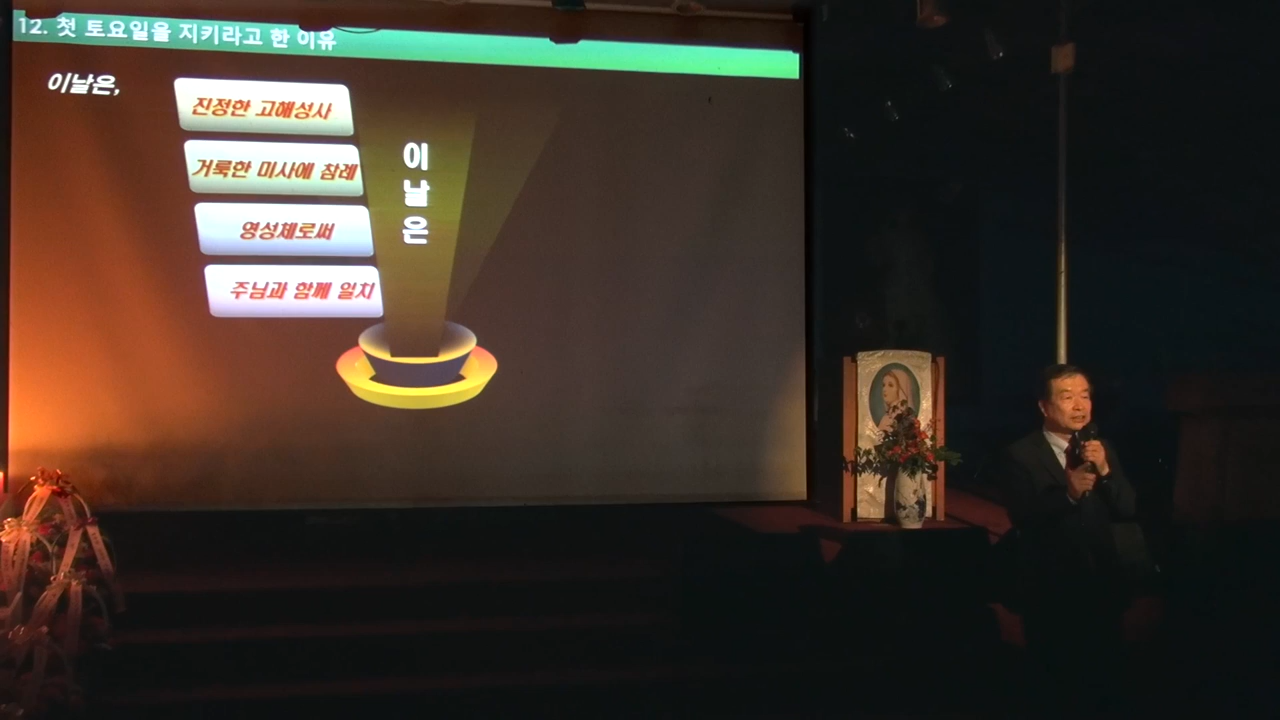 12. 첫 토요일을 지키라고 한 이유
이날은,
진정한 고해성사
거룩한 미사에 참례
영성체로써
주님과 함께 일치
이
날
은